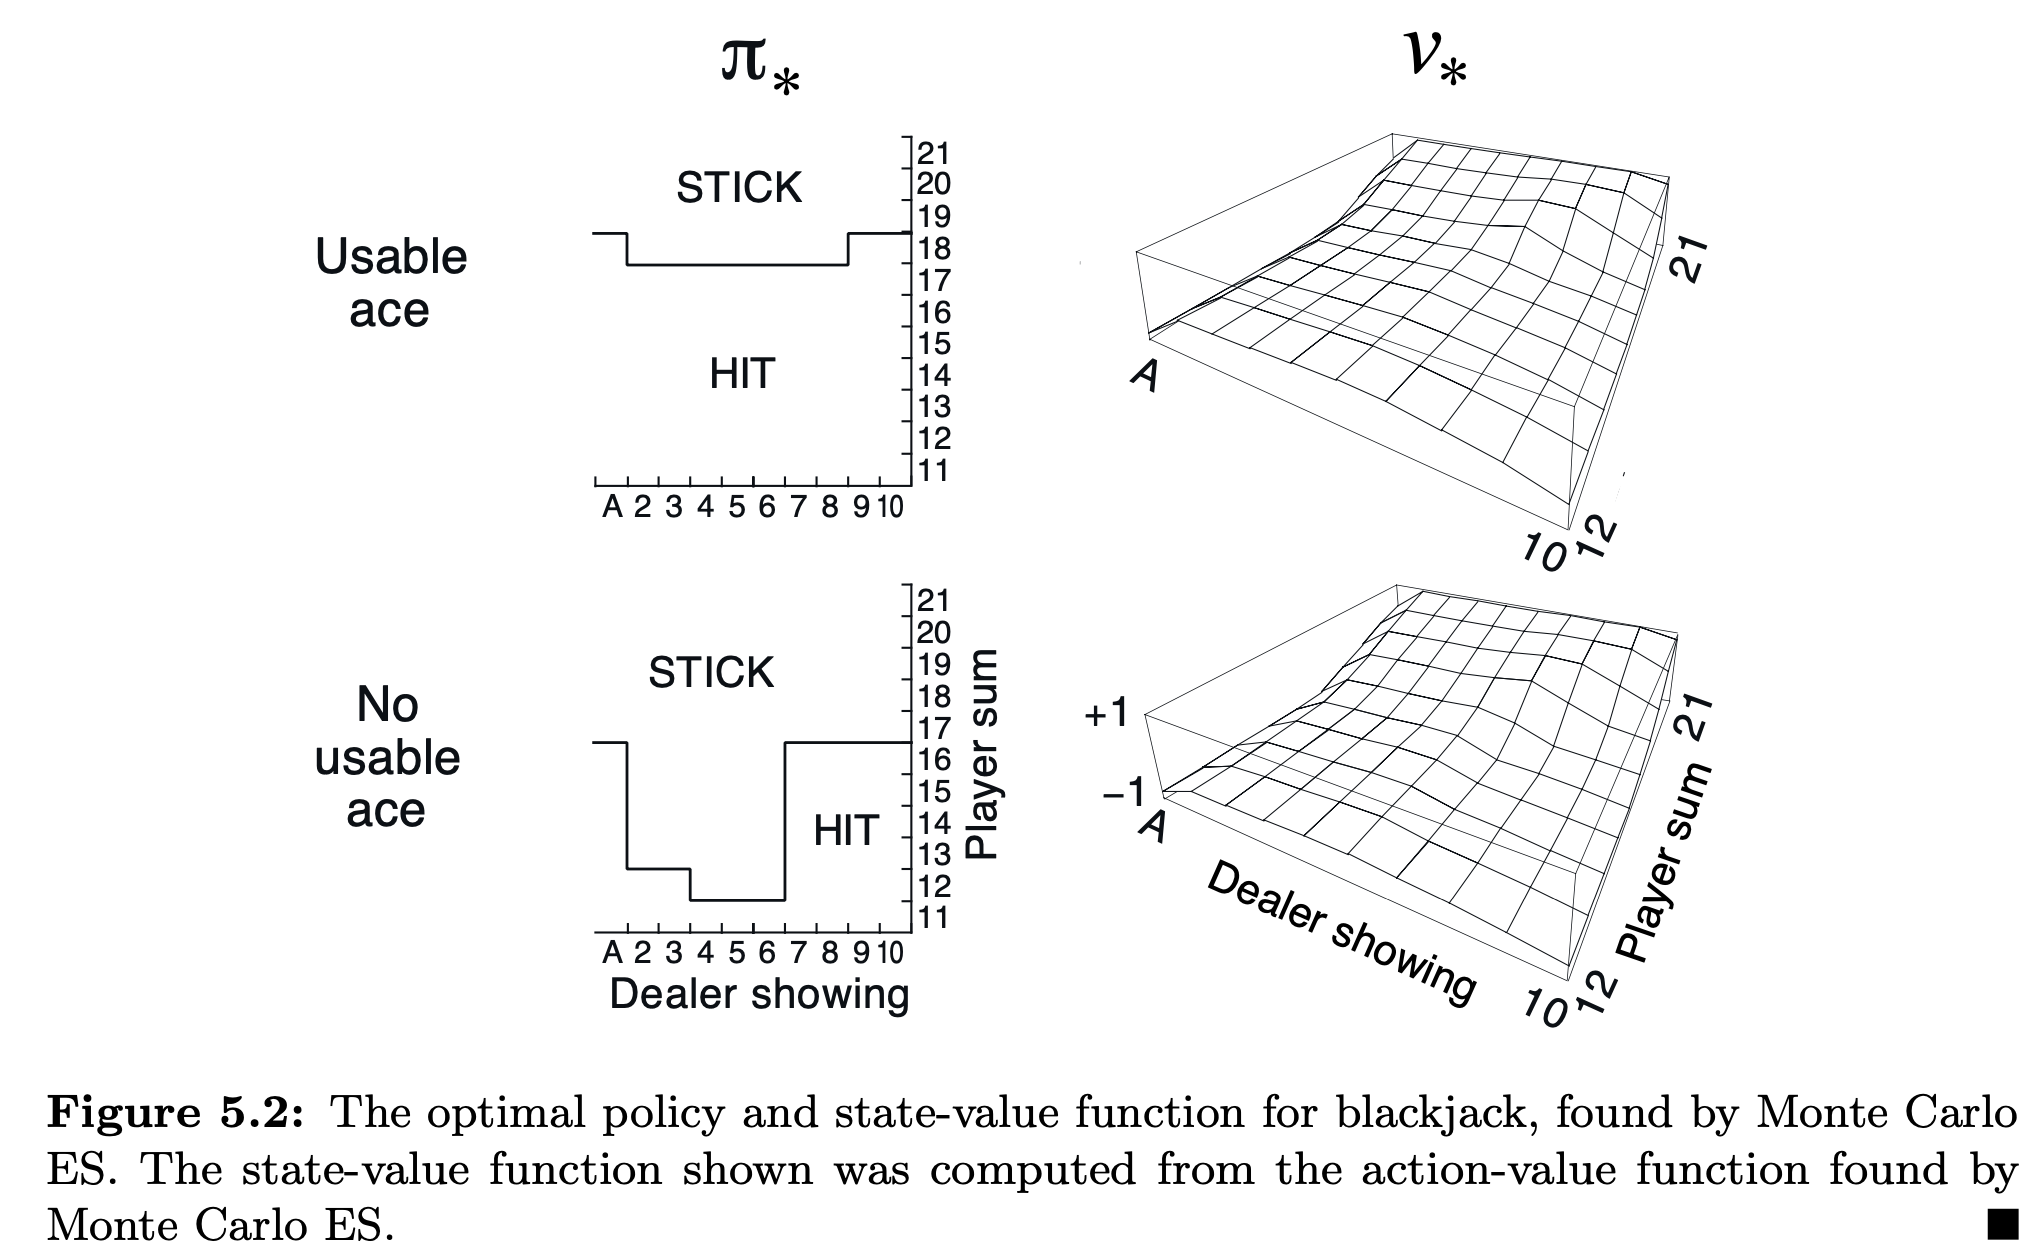 π*
v*
Usable
ace
STICK
HIT
21
20
19
18
17
16
15
14
13
12
11
A 2 3 4 5 6 7 8 9 10
A
21
10
12
No
usable
ace
STICK
HIT
21
20
19
18
17
16
15
14
13
12
11
Player sum
A 2 3 4 5 6 7 8 9 10
Dealer showing
+1
−1
A
Dealer showing
10
12
Player sum
21
Figure 5.2: The optimal policy and state-value function for blackjack, found by Monte Carlo
ES. The state-value function shown was computed from the action-value function found by
Monte Carlo ES.